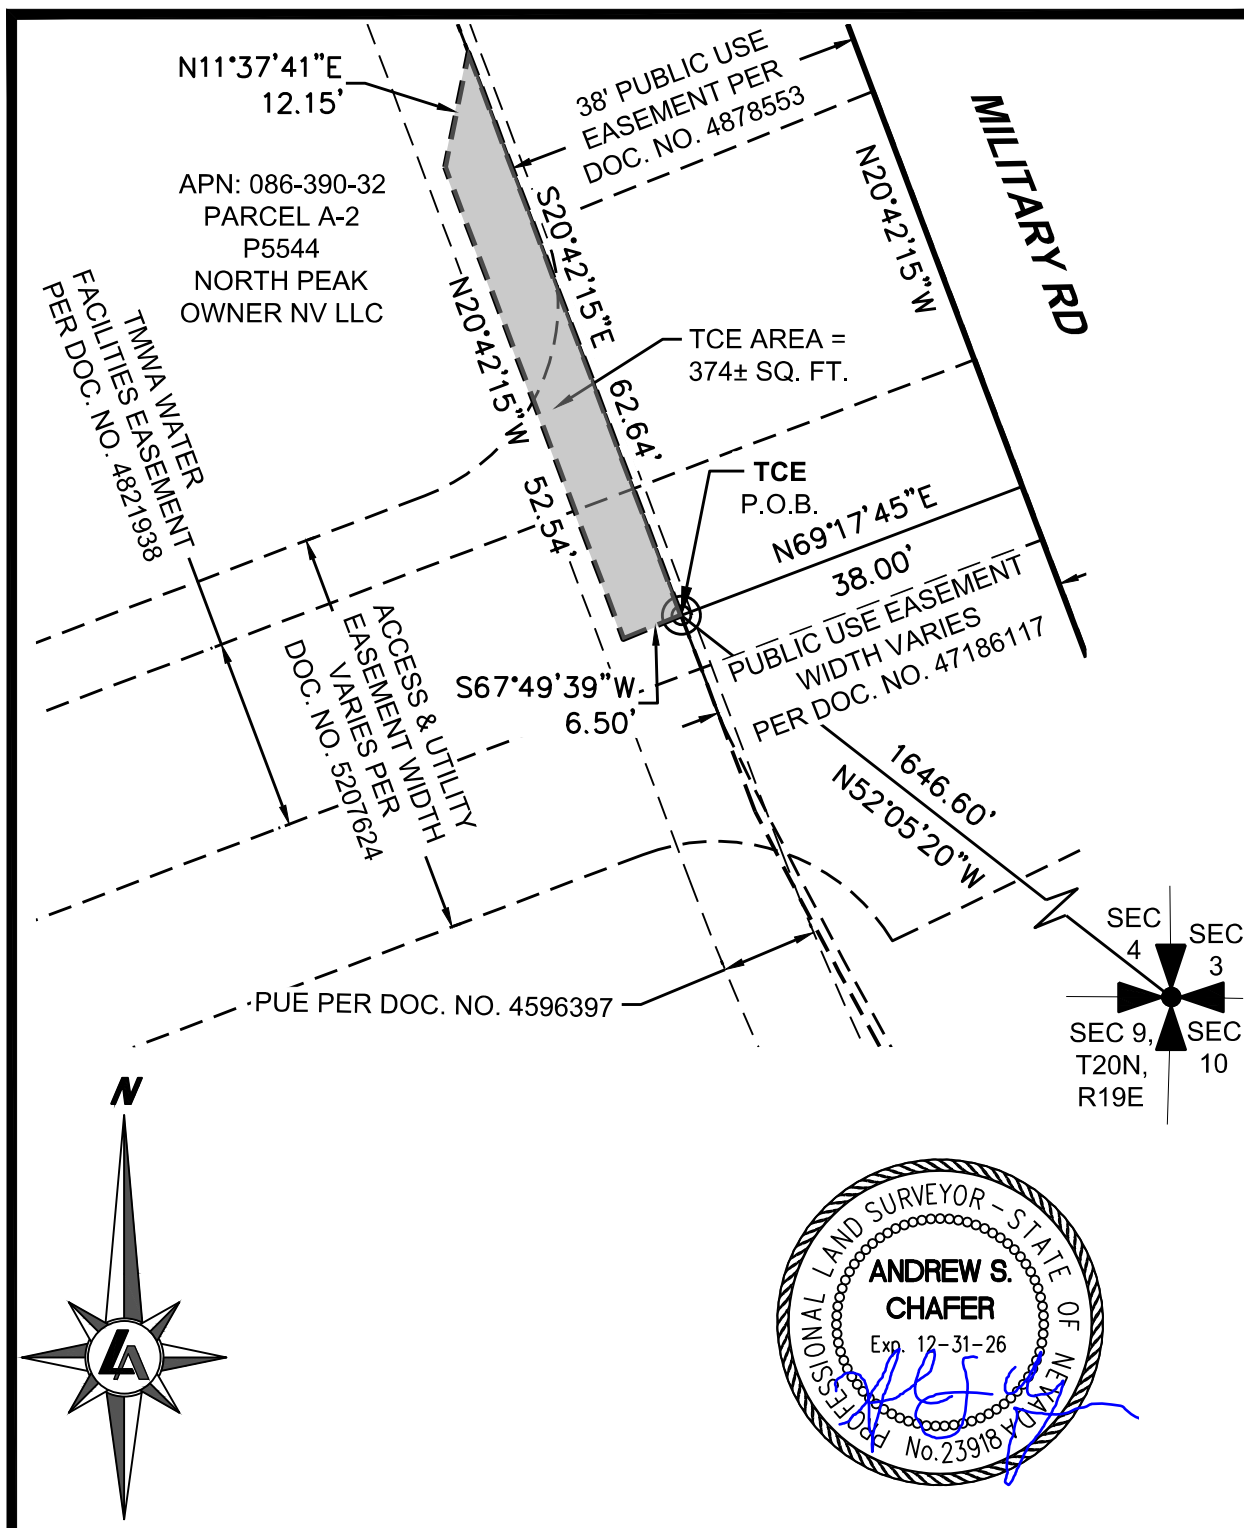 N11°37'41"E
12.15'
38' PUBLIC USE
EASEMENT PER
DOC. NO. 4878553
MILITARY RD
N20°42'15"W
APN: 086-390-32
PARCEL A-2
P5544
NORTH PEAK
OWNER NV LLC
S20°42'15"E
62.64'
N20°42'15"W
52.54'
TCE AREA =
374± SQ. FT.
TMWA WATER
FACILITIES EASEMENT
PER DOC. NO. 4821938
TCE
P.O.B.
N69°17'45"E
38.00'
PUBLIC USE EASEMENT
WIDTH VARIES
PER DOC. NO. 47186117
ACCESS & UTILITY
EASEMENT WIDTH
VARIES PER
DOC. NO. 5207624
S67°49'39"W
6.50'
1646.60'
N52°05'20"W
PUE PER DOC. NO. 4596397
SEC
4
SEC
3
SEC 9,
T20N,
R19E
SEC
10
N
LA
PROFESSIONAL LAND SURVEYOR - STATE OF NEVADA
ANDREW S.
CHAFER
Exp. 12-31-26
No.23918